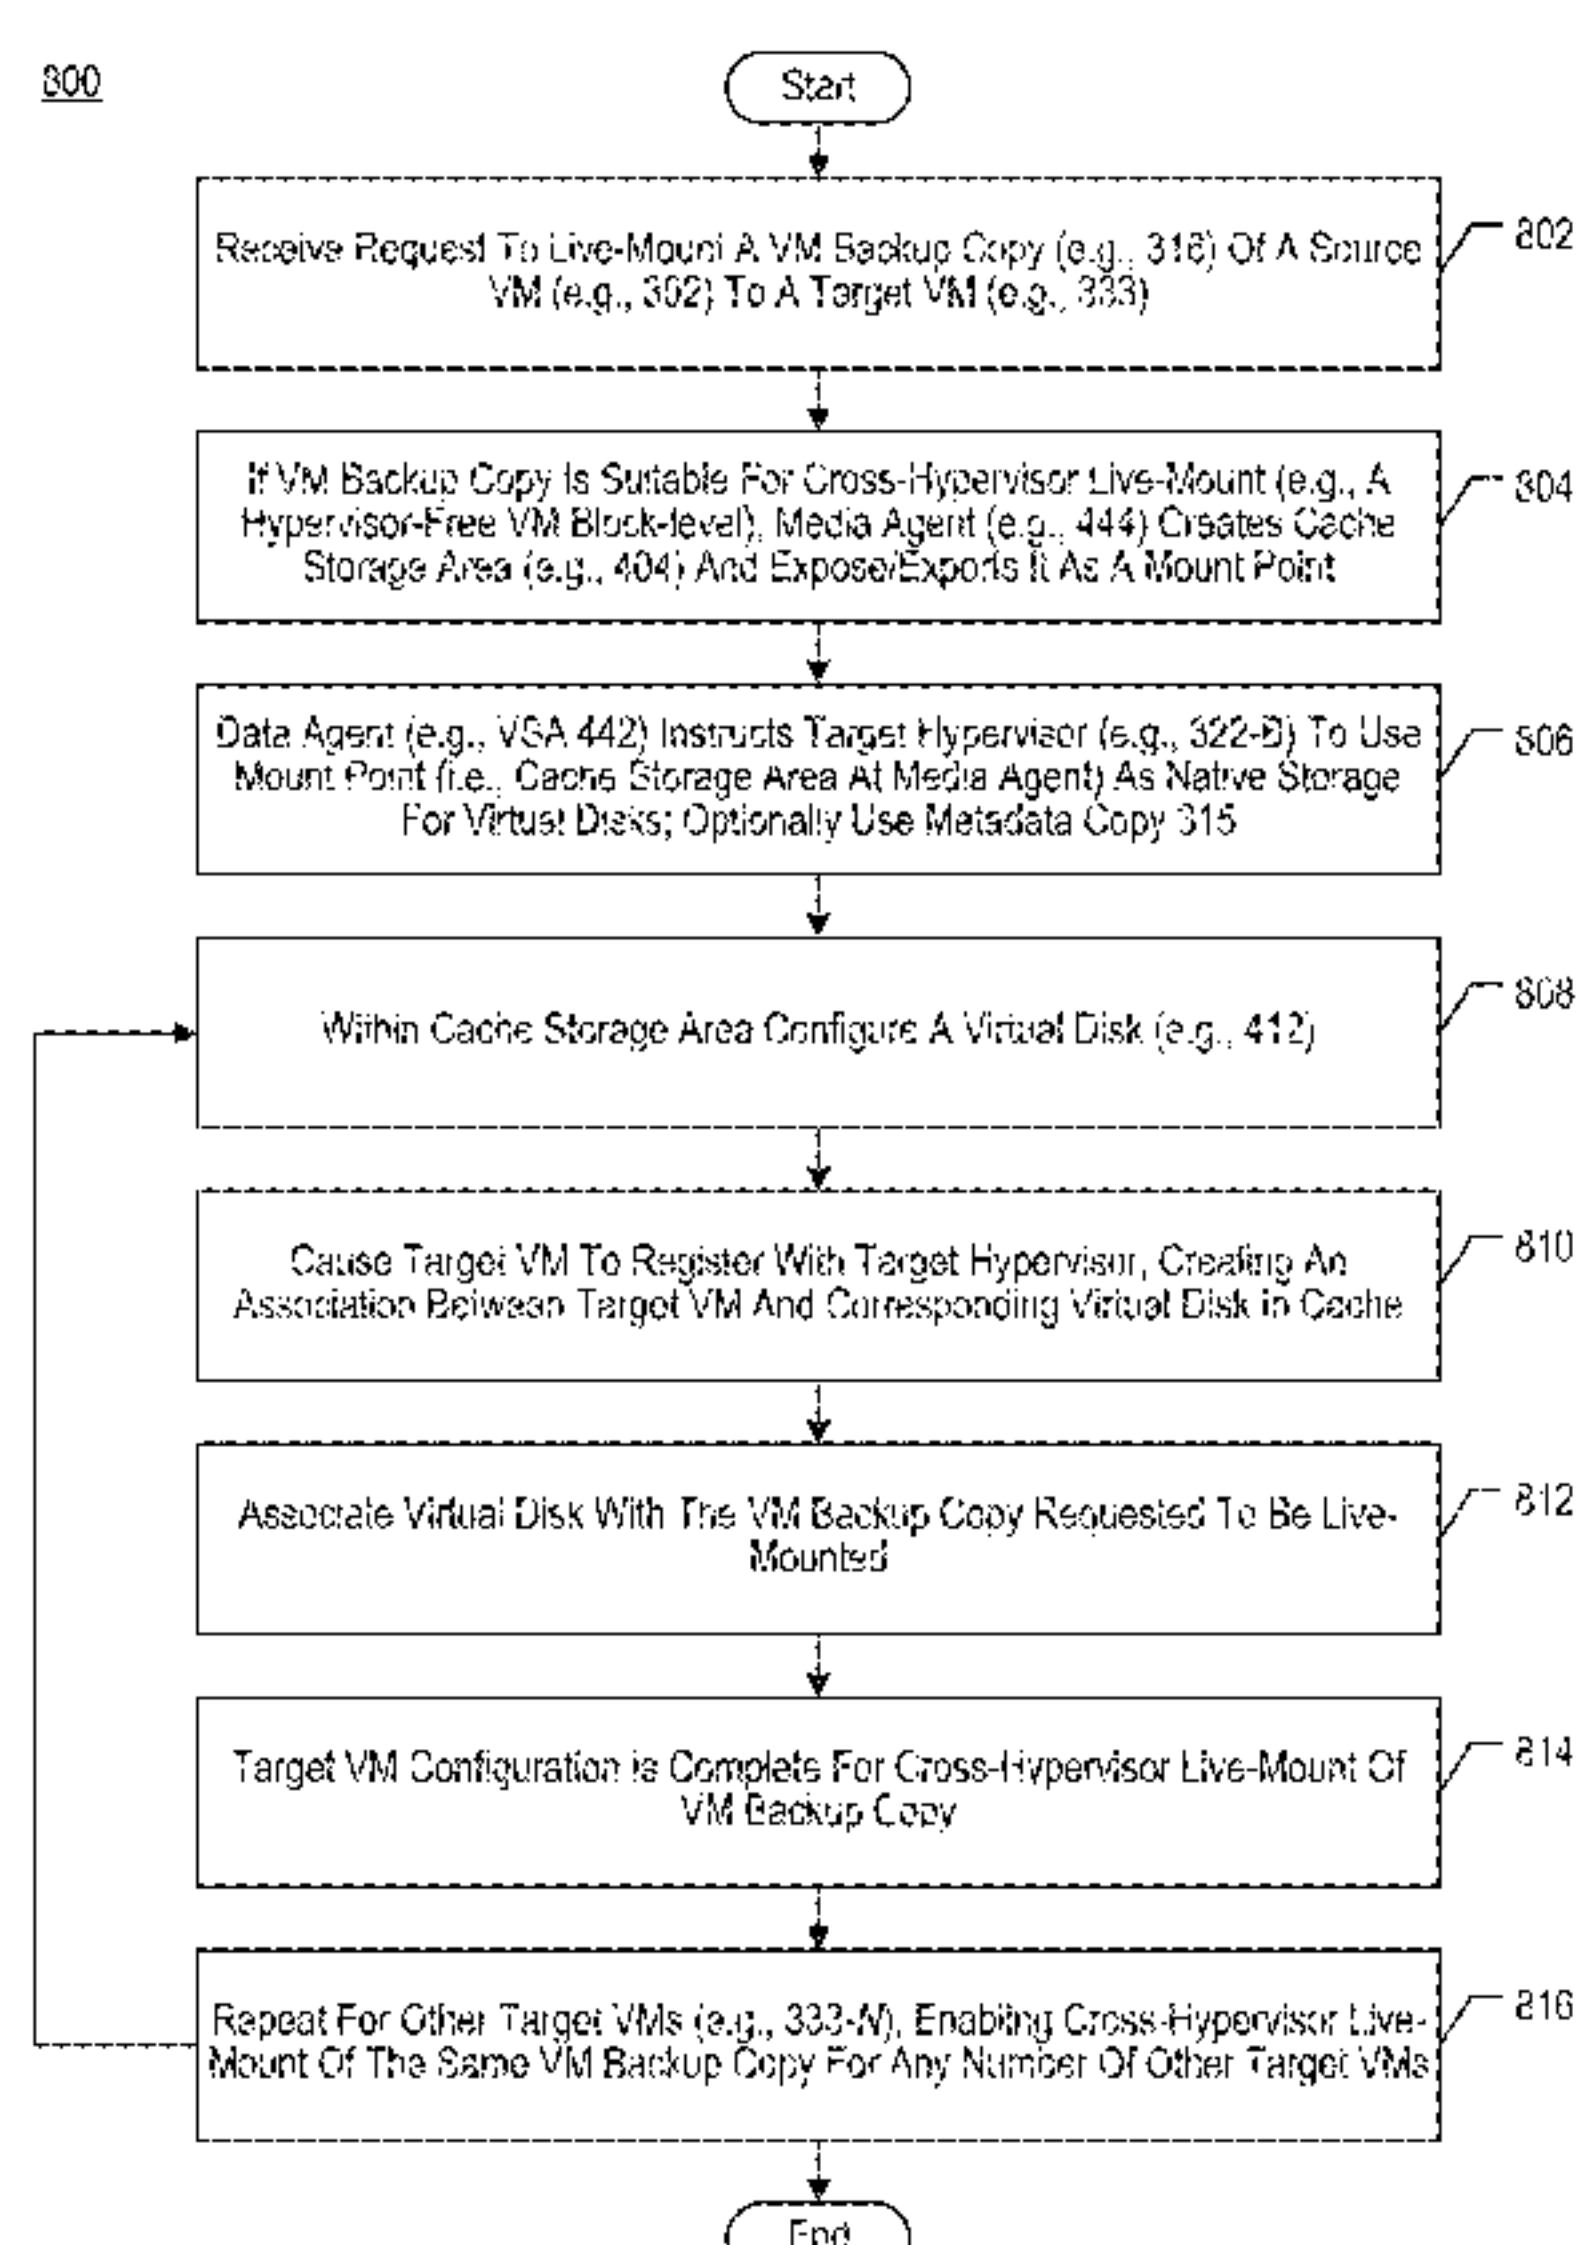 800
Start
Receive Request To Live-Mount A VM Backup Copy (e.g., 316) Of A Source
VM (e.g., 302) To A Target VM (e.g., 333)
802
If VM Backup Copy Is Suitable For Cross-Hypervisor Live-Mount (e.g., A
Hypervisor-Free VM Block-level), Media Agent (e.g., 444) Creates Cache
Storage Area (e.g., 404) And Expose/Exports It As A Mount Point
804
Data Agent (e.g., VSA 442) Instructs Target Hypervisor (e.g., 322-B) To Use
Mount Point (i.e., Cache Storage Area At Media Agent) As Native Storage
For Virtual Disks; Optionally Use Metadata Copy 315
806
Within Cache Storage Area Configure A Virtual Disk (e.g., 412)
808
Cause Target VM To Register With Target Hypervisor, Creating An
Association Between Target VM And Corresponding Virtual Disk in Cache
810
Associate Virtual Disk With The VM Backup Copy Requested To Be Live-
Mounted
812
Target VM Configuration is Complete For Cross-Hypervisor Live-Mount Of
VM Backup Copy
814
Repeat For Other Target VMs (e.g., 333-N), Enabling Cross-Hypervisor Live-
Mount Of The Same VM Backup Copy For Any Number Of Other Target VMs
816
End